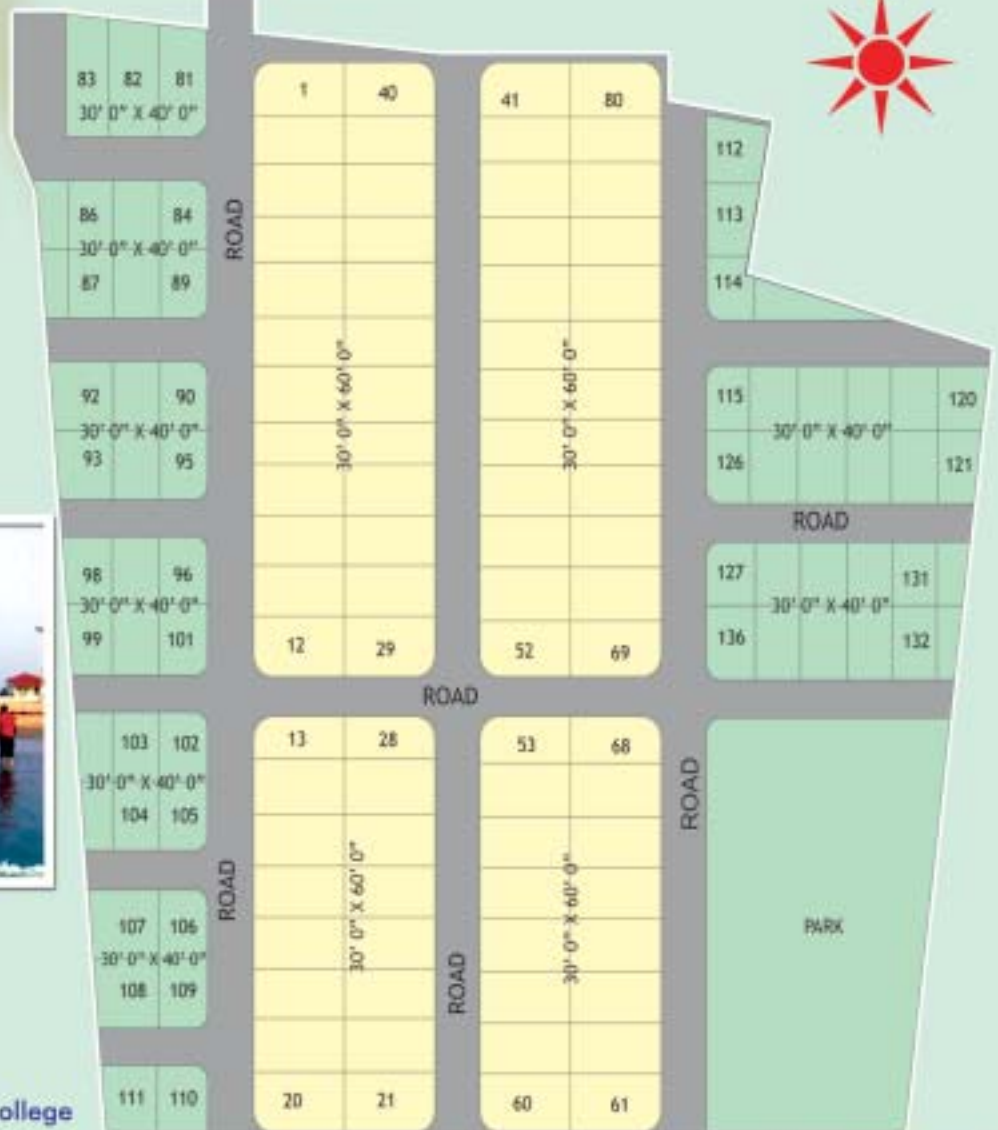 83 82 81
30' 0" X 40' 0"
86 84
30' 0" X 40' 0"
87 89
92 90
30' 0" X 40' 0"
93 95
98 96
30' 0" X 40' 0"
99 101
103 102
30' 0" X 40' 0"
104 105
107 106
30' 0" X 40' 0"
108 109
111 110
ROAD
ROAD
1 40
30' 0" X 60' 0"
12 29
41 80
30' 0" X 60' 0"
52 69
ROAD
13 28
30' 0" X 60' 0"
20 21
ROAD
53 68
30' 0" X 60' 0"
60 61
ROAD
112
113
114
115 120
30' 0" X 40' 0"
126 121
ROAD
127 131
30' 0" X 40' 0"
136 132
PARK
ollege